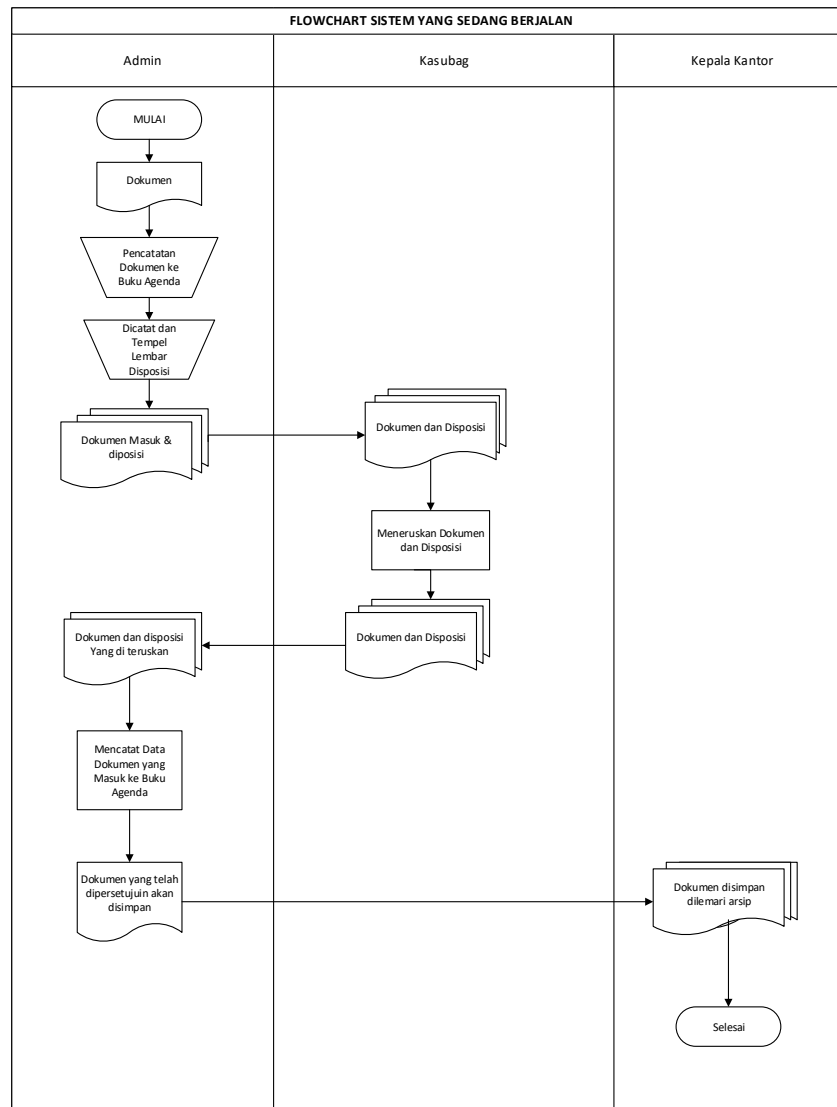 FLOWCHART SISTEM YANG SEDANG BERJALAN
Admin
Kasubag
Kepala Kantor
MULAI
Dokumen
Pencatatan
Dokumen ke
Buku Agenda
Dicatat dan
Tempel
Lembar
Disposisi
Dokumen Masuk &
diposisi
Dokumen dan Disposisi
Meneruskan Dokumen
dan Disposisi
Dokumen dan Disposisi
Dokumen dan disposisi
Yang di teruskan
Mencatat Data
Dokumen yang
Masuk ke Buku
Agenda
Dokumen yang telah
dipersetujuin akan
disimpan
Dokumen disimpan
dilemari arsip
Selesai